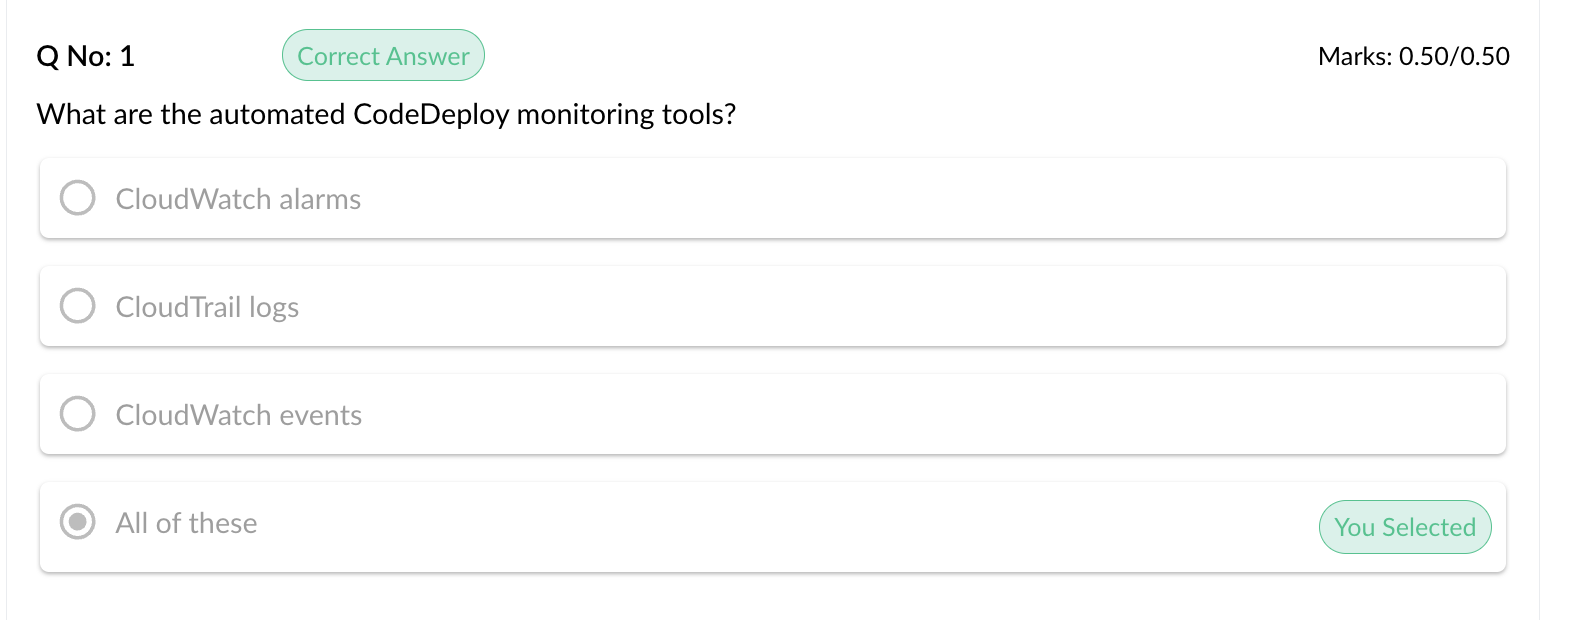 Q No: 1 Correct Answer Marks: 0.50/0.50
What are the automated CodeDeploy monitoring tools?
CloudWatch alarms
CloudTrail logs
CloudWatch events
All of these You Selected